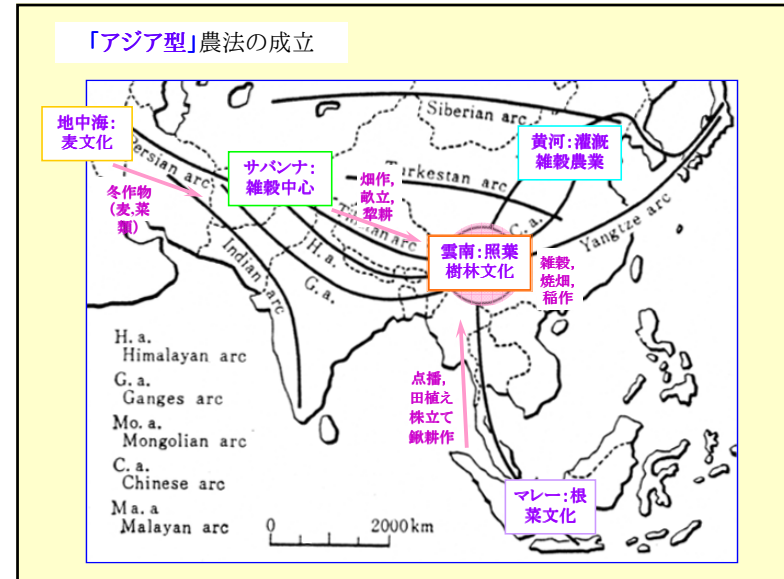 「アジア型」農法の成立
地中海：
麦文化
Siberian arc
黄河：灌漑
雑穀農業
Persian arc
サバンナ：
雑穀中心
畑作，
畝立，
犂耕
Turkestan arc
冬作物
（麦，菜
類）
arc
C. a.
Yangtze arc
Indian arc
H. a.
G. a.
雲南：照葉
樹林文化
雑穀，
焼畑，
稲作
H. a.
Himalayan arc
G. a.
Ganges arc
Mo. a.
Mongolian arc
C. a.
Chinese arc
Ma. a
Malayan arc
点播，
田植え
株立て
鍬耕作
マレー：根
菜文化
0 2000km